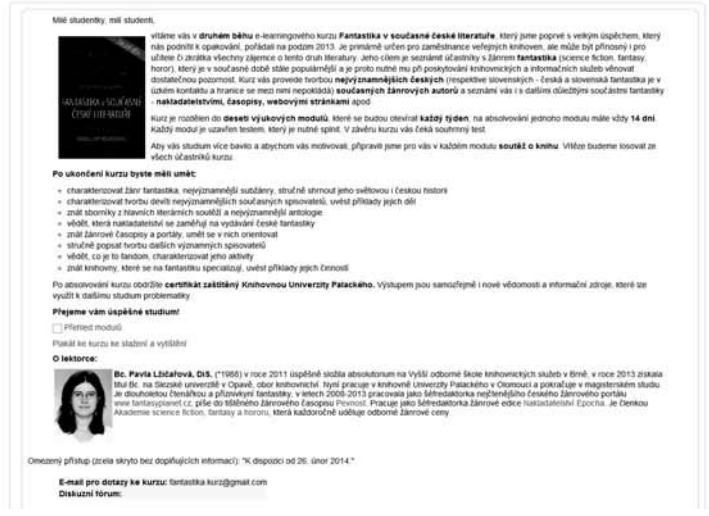 Milé studentky, milí studenti,
vítáme vás v druhém běhu e-learningového kurzu Fantastika v současné české literatuře, který jsme poprvé s velkým úspěchem, který
nás podnítil k opakování, pořádali na podzim 2013. Je primárně určen pro zaměstnance veřejných knihoven, ale může být přínosný i pro
učitele či zkrátka všechny zájemce o tento druh literatury. Jeho cílem je seznámit účastníky s žánrem fantastika (science fiction, fantasy,
horor), který je v současné době stále populárnější a je proto nutné mu při poskytování knihovnických a informačních služeb věnovat
dostatečnou pozornost. Kurz vás provede tvorbou nejvýznamnějších českých (respektive slovenských - česká a slovenská fantastika je v
úzkém kontaktu a hranice se mezi nimi nepokládá) současných žánrových autorů a seznámí vás i s dalšími důležitými součástmi fantastiky
- nakladatelstvími, časopisy, webovými stránkami apod.
FANTASTIKA V SOUČASNÉ
ČESKÉ LITERATUŘE
Kurz je rozdělen do deseti výukových modulů, které se budou otevírat každý týden, na absolvování jednoho modulu máte vždy 14 dní.
Každý modul je uzavřen testem, který je nutné splnit. V závěru kurzu vás čeká souhrnný test.
Aby vás studium více bavilo a abychom vás motivovali, připravili jsme pro vás v každém modulu soutěž o knihu. Vítěze budeme losovat ze
všech účastníků kurzu.
Po ukončení kurzu byste měli umět:
charakterizovat žánr fantastika, nejvýznamnější subžánry, stručně shrnout jeho světovou i českou historii
charakterizovat tvorbu devíti nejvýznamnějších současných spisovatelů, uvést příklady jejich děl
znát sborníky z hlavních literárních soutěží a nejvýznamnější antologie
vědět, která nakladatelství se zaměřují na vydávání české fantastiky
znát žánrové časopisy a portály, umět se v nich orientovat
stručně popsat tvorbu dalších významných spisovatelů
vědět, co je to fandom, charakterizovat jeho aktivity
znát knihovny, které se na fantastiku specializují, uvést příklady jejich činností
Po absolvování kurzu obdržíte certifikát zaštítěný Knihovnou Univerzity Palackého. Výstupem jsou samozřejmě i nové vědomosti a informační zdroje, které lze
využít k dalšímu studium problematiky.
Přejeme vám úspěšné studium!
Přehled modulů
Plakát ke kurzu ke stažení a vytištění
O lektorce:
Bc. Pavla Lžičařová, DiS. (*1988) v roce 2011 úspěšně složila absolutorium na Vyšší odborné škole knihovnických služeb v Brně, v roce 2013 získala
titul Bc. na Slezské univerzitě v Opavě, obor knihovnictví. Nyní pracuje v knihovně Univerzity Palackého v Olomouci a pokračuje v magisterském studiu.
Je dlouholetou čtenářkou a příznivkyní fantastiky, v letech 2008-2013 pracovala jako šéfredaktorka nejčtenějšího českého žánrového portálu
www.fantasyplanet.cz, píše do tištěného žánrového časopisu Pevnost. Pracuje jako šéfredaktorka žánrové edice Nakladatelství Epocha. Je členkou
Akademie science fiction, fantasy a hororu, která každoročně uděluje odborné žánrové ceny.
Omezený přístup (zcela skryto bez doplňujících informací): "K dispozici od 26. únor 2014."
E-mail pro dotazy ke kurzu: fantastika.kurz@gmail.com
Diskuzní fórum: